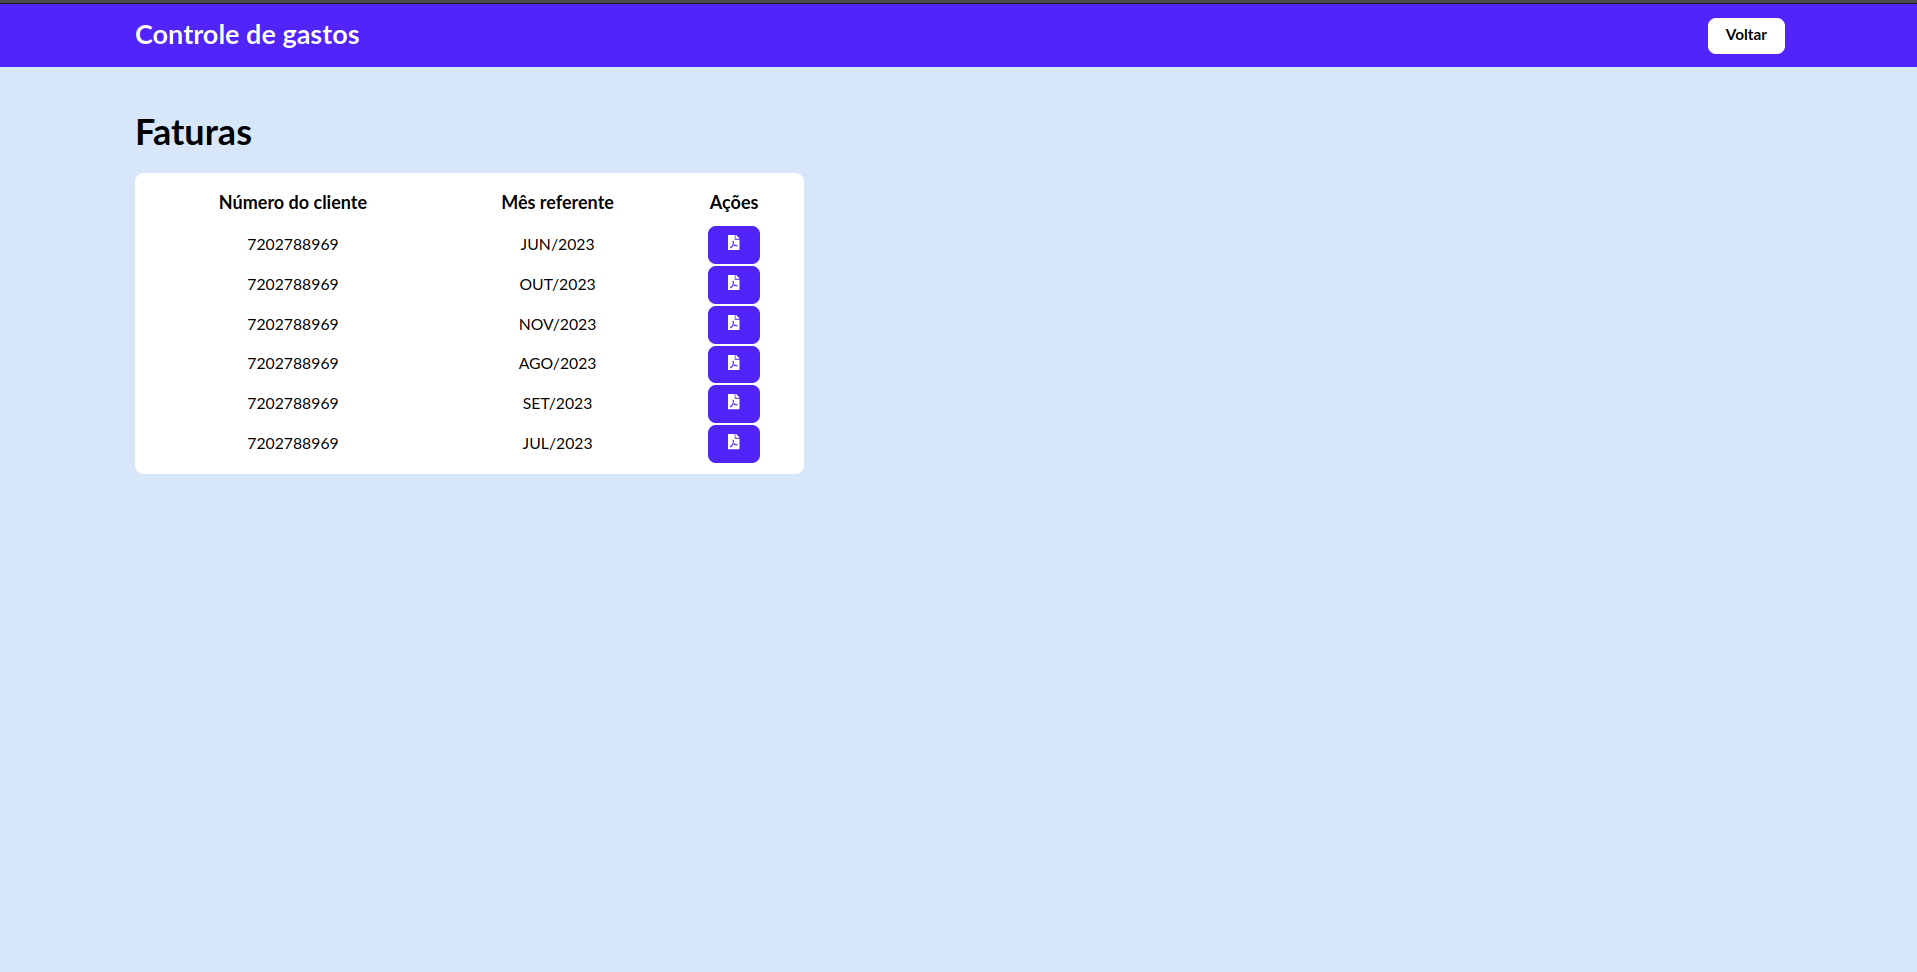 Controle de gastos
Voltar
Faturas
Número do cliente Mês referente Ações
7202788969 JUN/2023
7202788969 OUT/2023
7202788969 NOV/2023
7202788969 AGO/2023
7202788969 SET/2023
7202788969 JUL/2023